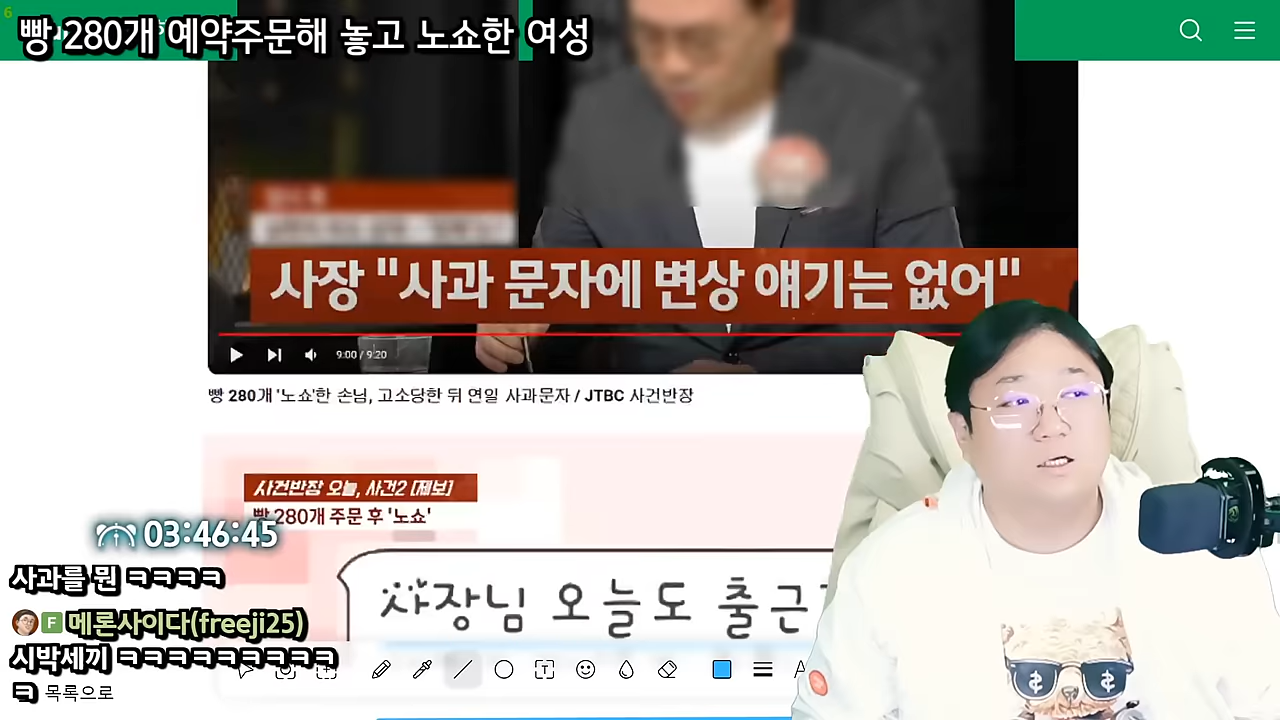 6
빵 280개 예약주문해 놓고 노쇼한 여성
사장 "사과 문자에 변상 얘기는 없어"
9:00 / 9:20
빵 280개 '노쇼'한 손님, 고소당한 뒤 연일 사과문자 / JTBC 사건반장
사건반장 오늘, 사건2 [제보]
빵 280개 주문 후 '노쇼'
03:46:45
사장님 오늘도 출근
사과를 뭔 ㅋㅋㅋㅋ
F 메론사이다(freeji25)
시박세끼 ㅋㅋㅋㅋㅋㅋㅋㅋㅋ
ㅋ 목록으로